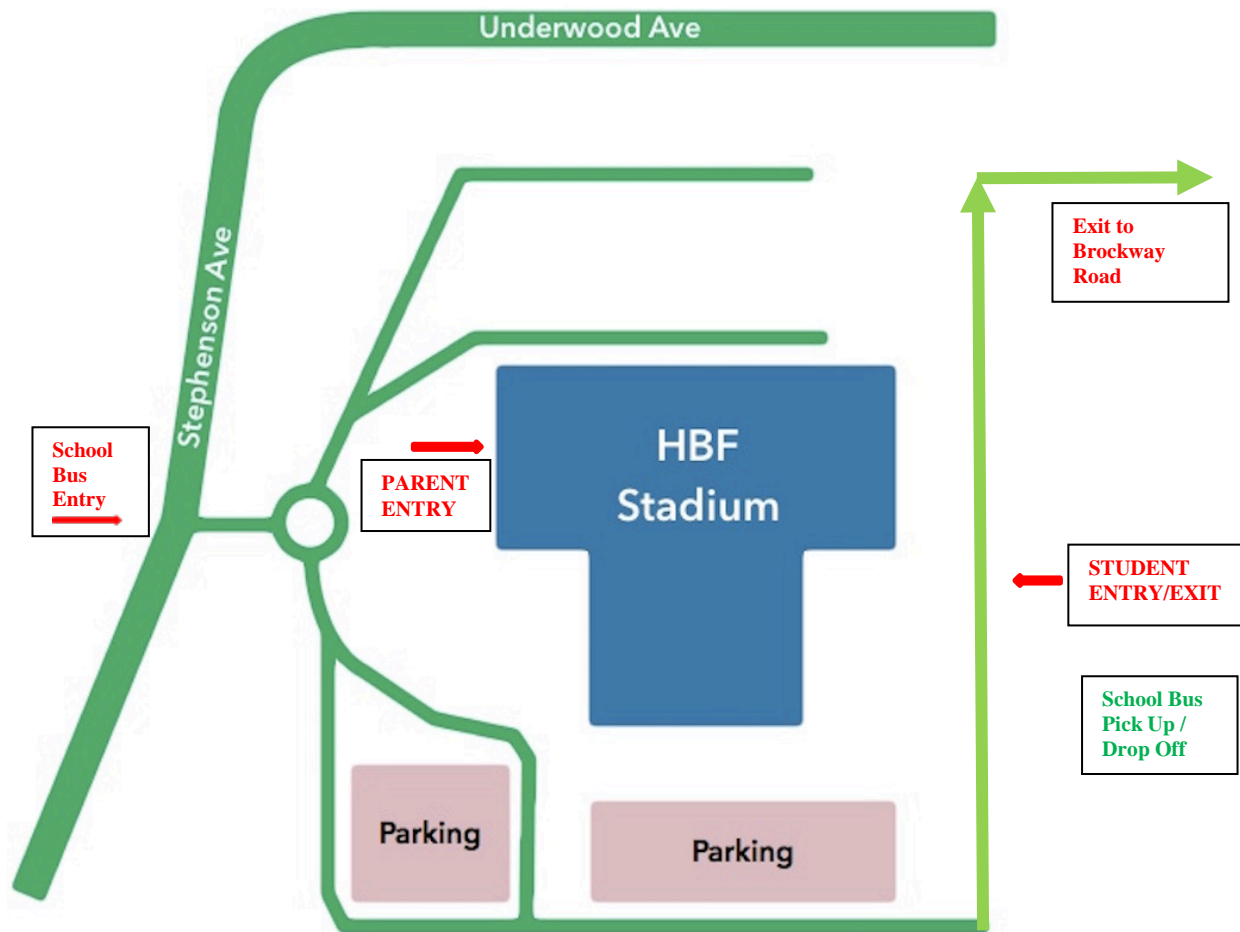 Underwood Ave
Exit to
Brockway
Road
Stephenson Ave
School
Bus
Entry
PARENT
ENTRY
HBF
Stadium
STUDENT
ENTRY/EXIT
School Bus
Pick Up /
Drop Off
Parking
Parking